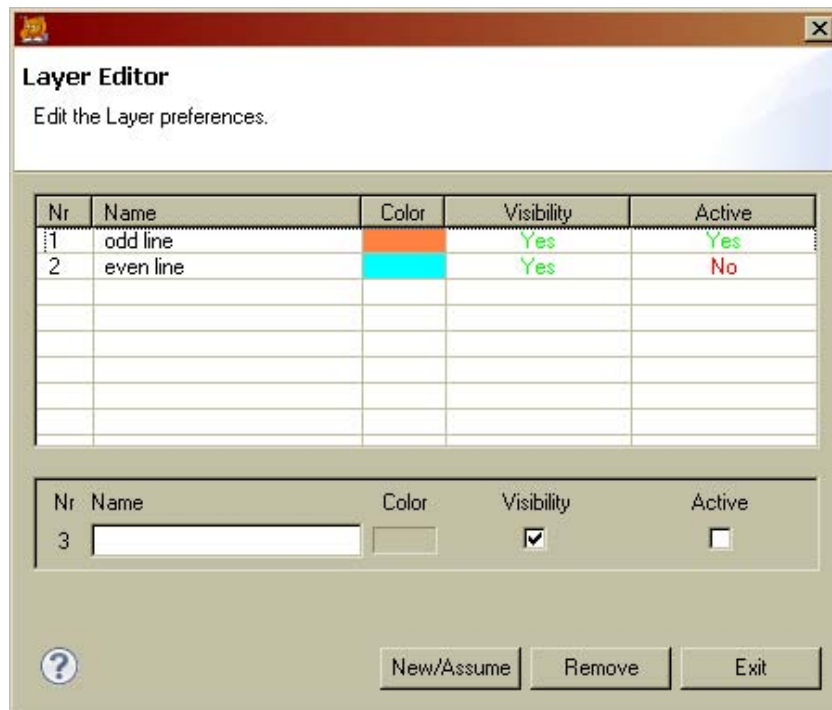 Layer Editor
Edit the Layer preferences.
Nr Name Color Visibility Active
1 odd line Yes Yes
2 even line Yes No
Nr Name Color Visibility Active
3
? New/Assume Remove Exit